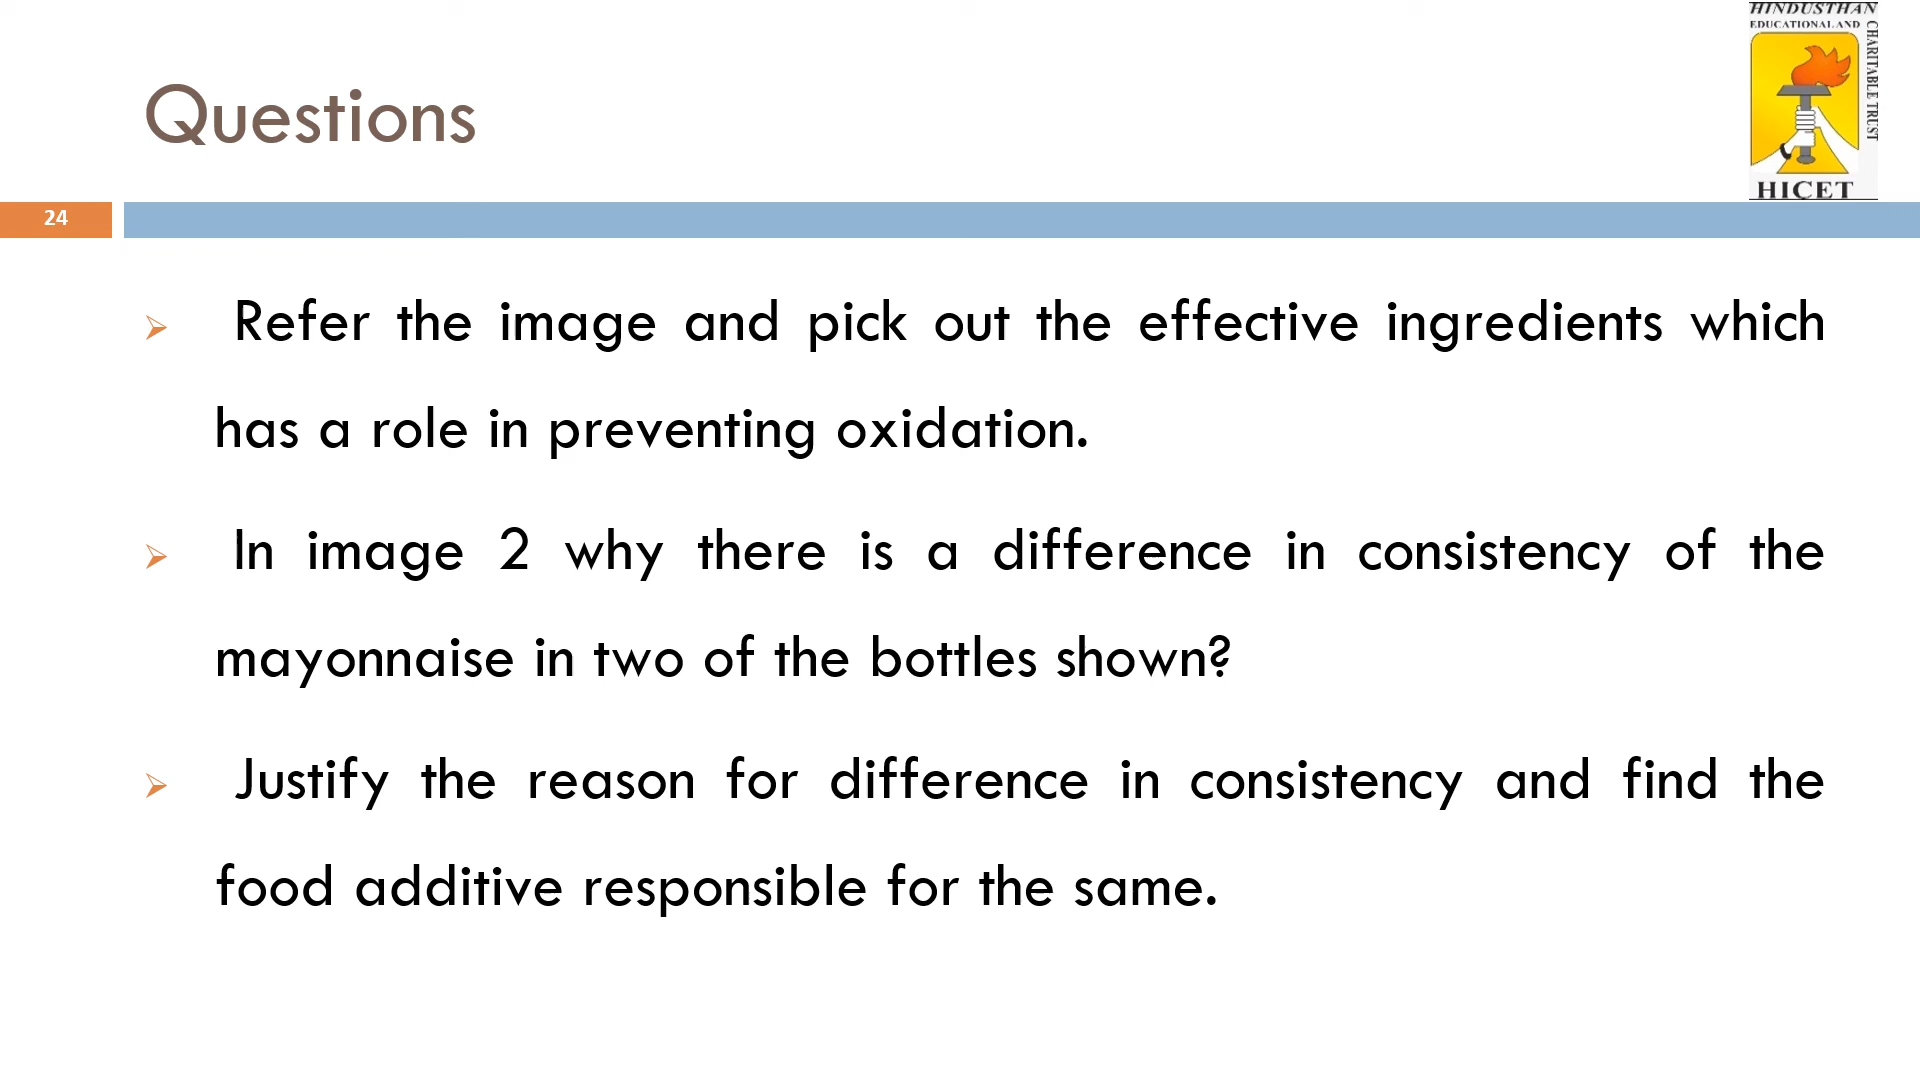 HINDUSTHAN
EDUCATIONAL AND
CHARITABLE TRUST
HICET
Questions
24
Refer the image and pick out the effective ingredients which
has a role in preventing oxidation.
In image 2 why there is a difference in consistency of the
mayonnaise in two of the bottles shown?
Justify the reason for difference in consistency and find the
food additive responsible for the same.